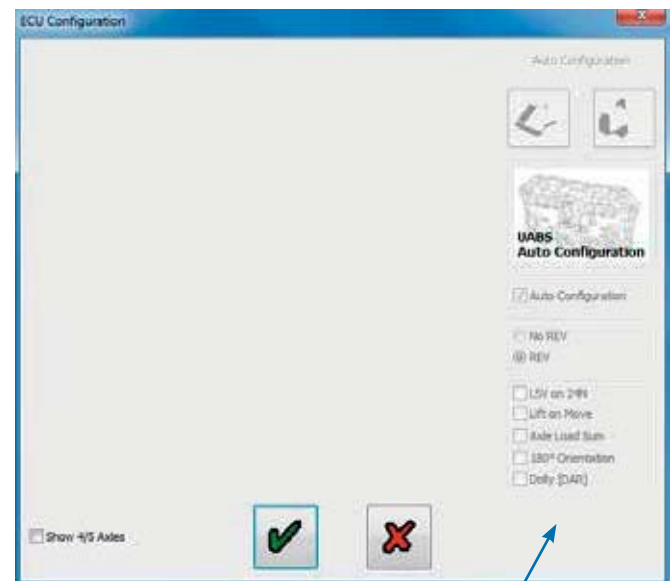 ECU Configuration
Auto Configuration
UABS
Auto Configuration
Auto Configuration
No REV
REV
LSV on 24N
Lift on Move
Axle Load Sum
180° Orientation
Dolly [DAR]
Show 4/5 Axles